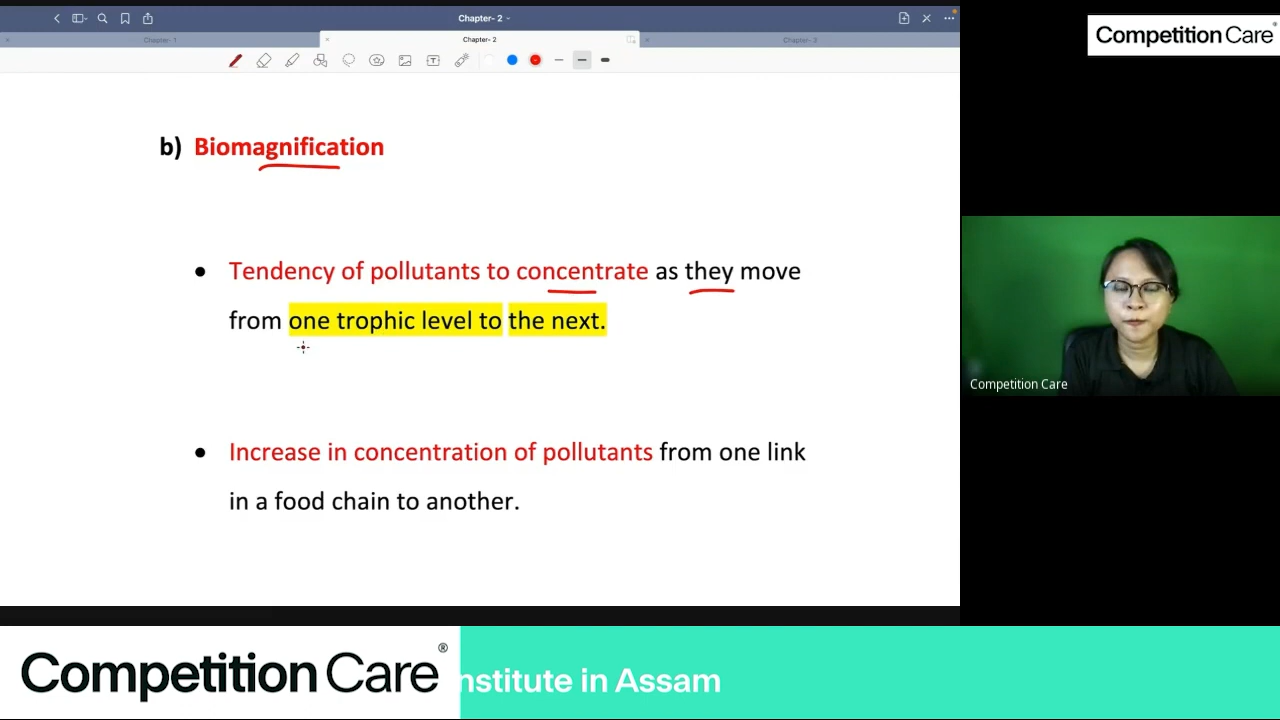 Chapter- 2
Chapter- 1
Chapter- 2
Chapter- 3
Competition Care
b) Biomagnification
• Tendency of pollutants to concentrate as they move
from one trophic level to the next.
• Increase in concentration of pollutants from one link
in a food chain to another.
Competition Care
Competition Care®
nstitute in Assam